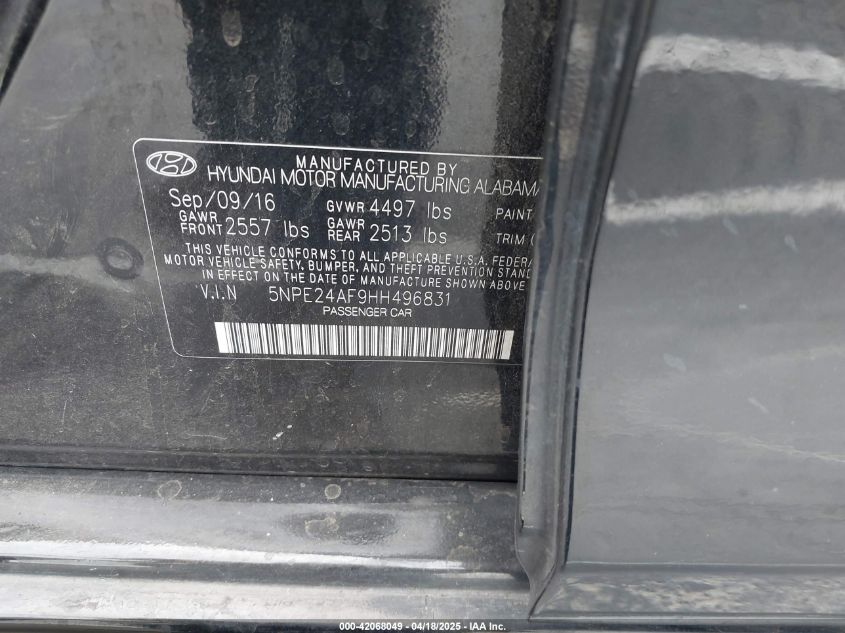 MANUFACTURED BY
HYUNDAI MOTOR MANUFACTURING ALABAMA
Sep/09/16 GVWR 4497 lbs PAINT
GAWR FRONT 2557 lbs GAWR REAR 2513 lbs TRIM
THIS VEHICLE CONFORMS TO ALL APPLICABLE U.S.A. FEDERA
MOTOR VEHICLE SAFETY, BUMPER, AND THEFT PREVENTION STAND
IN EFFECT ON THE DATE OF MANUFACTURE SHOWN ABOVE
V.I.N 5NPE24AF9HH496831
PASSENGER CAR
000-42068049 - 04/18/2025 - IAA Inc.